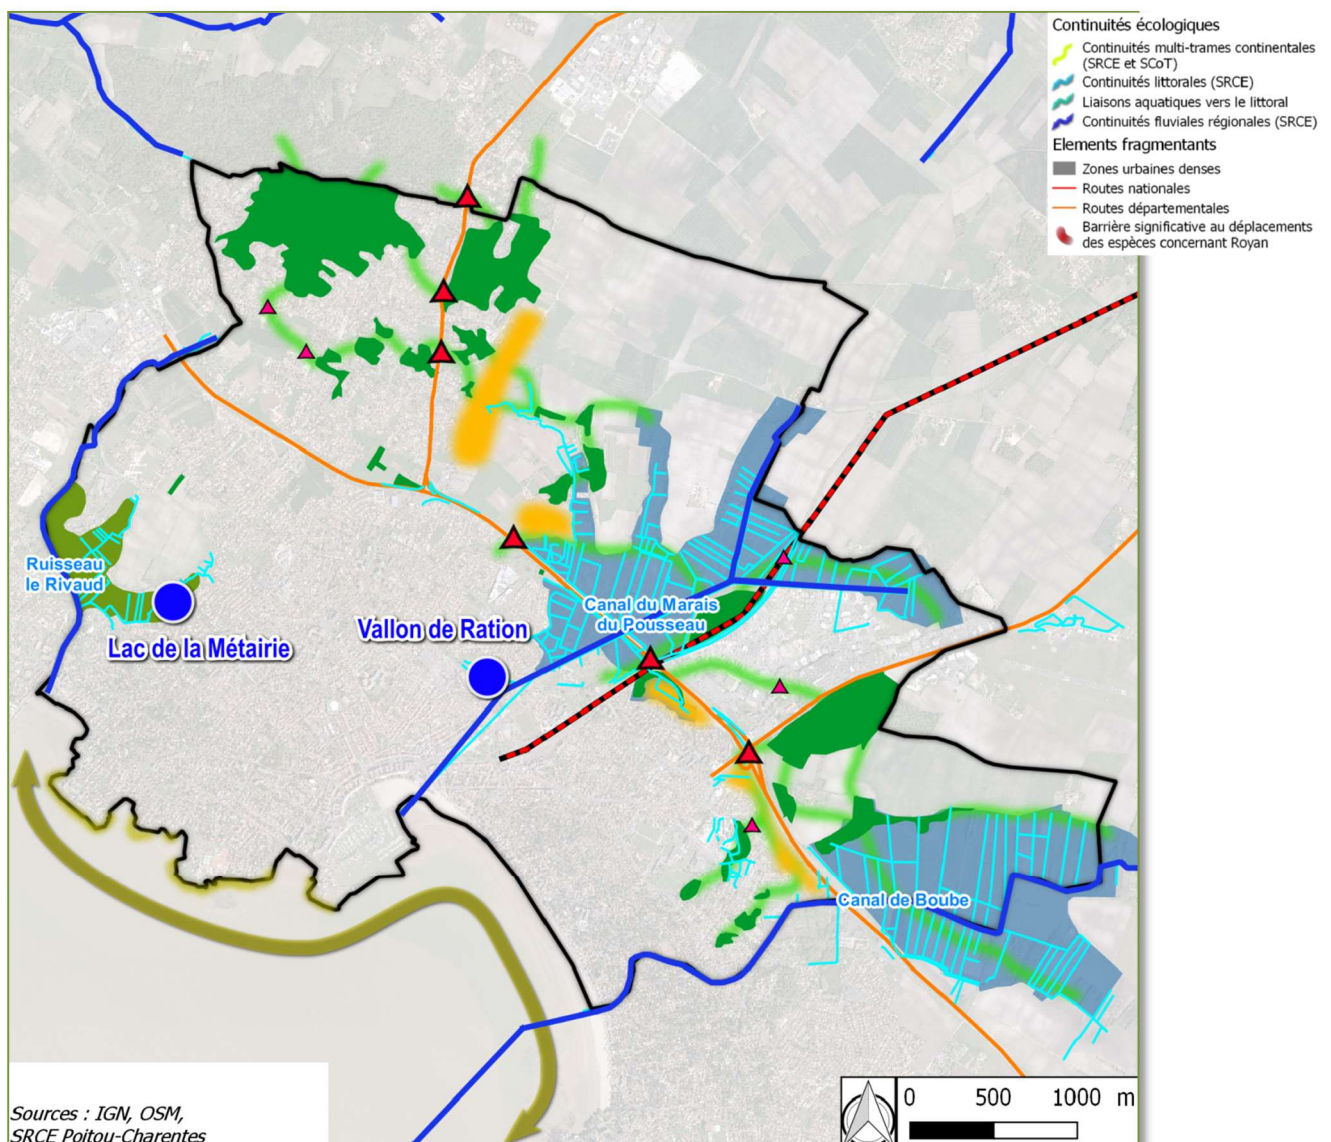 Continuités écologiques
Continuités multi-trames continentales
(SRCE et SCoT)
Continuités littorales (SRCE)
Liaisons aquatiques vers le littoral
Continuités fluviales régionales (SRCE)
Elements fragmentants
Zones urbaines denses
Routes nationales
Routes départementales
Barrière significative au déplacements
des espèces concernant Royan
Ruisseau
le Rivaud
Lac de la Métairie
Vallon de Ration
Canal du Marais
du Pousseau
Canal de Boube
Sources : IGN, OSM,
SRCE Poitou-Charentes
0 500 1000 m